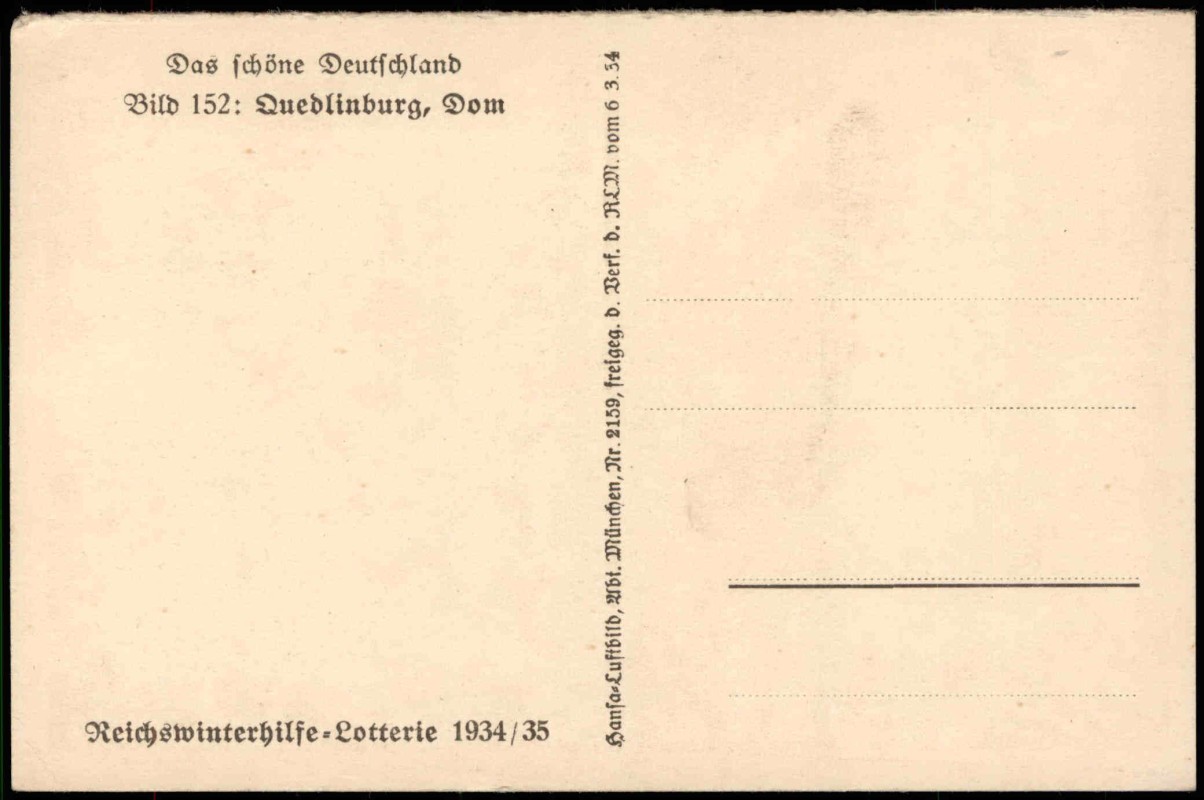 Das schöne Deutschland
Bild 152: Quedlinburg, Dom
Hansa-Luftbild, Abt. München, Nr. 2159, freigeg. d. Verf. d. RLM. vom 6 3.34
Reichswinterhilfe-Lotterie 1934/35